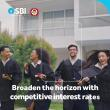 SBI
Broaden the horizon with
competitive interest rates